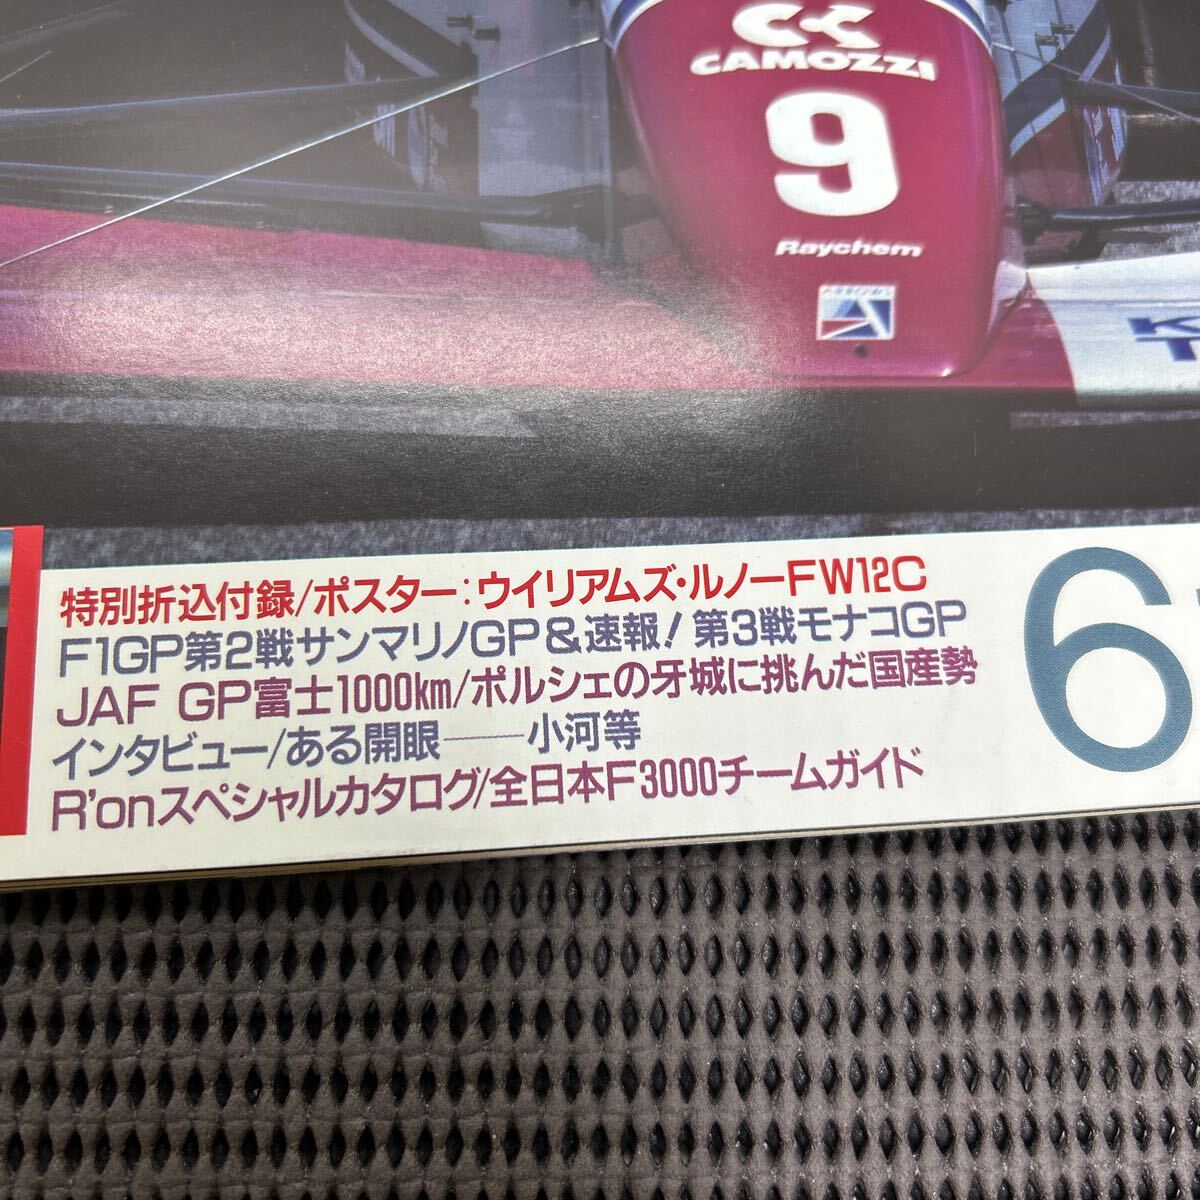 CAMOZZI
9
Raychem
特別折込付録/ポスター:ウイリアムズ・ルノーFW12C
F1GP第2戦サンマリノGP&速報!第3戦モナコGP
JAF GP富士1000km/ポルシェの牙城に挑んだ国産勢
インタビュー/ある開眼――小河等
R'onスペシャルカタログ/全日本F3000チームガイド
6